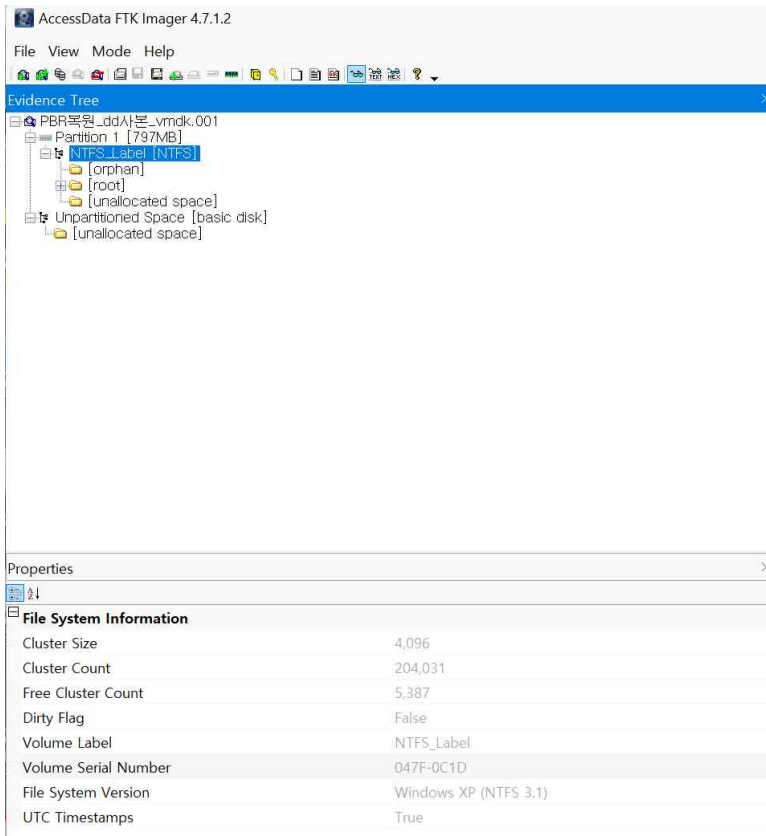 AccessData FTK Imager 4.7.1.2
File View Mode Help
Evidence Tree
PBR복원_dd사본_vmdk.001
Partition 1 [797MB]
NTFS_Label [NTFS]
[orphan]
[root]
[unallocated space]
Unpartitioned Space [basic disk]
[unallocated space]
Properties
File System Information
Cluster Size 4,096
Cluster Count 204,031
Free Cluster Count 5,387
Dirty Flag False
Volume Label NTFS_Label
Volume Serial Number 047F-0C1D
File System Version Windows XP (NTFS 3.1)
UTC Timestamps True